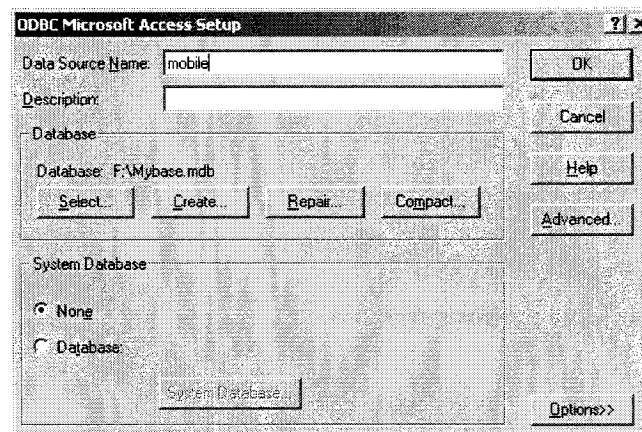 ODBC Microsoft Access Setup
Data Source Name: mobile
OK
Description:
Cancel
Database
Database: F:\Mybase.mdb
Help
Select... Create... Repair... Compact...
Advanced...
System Database
None
Database:
System Database...
Options>>